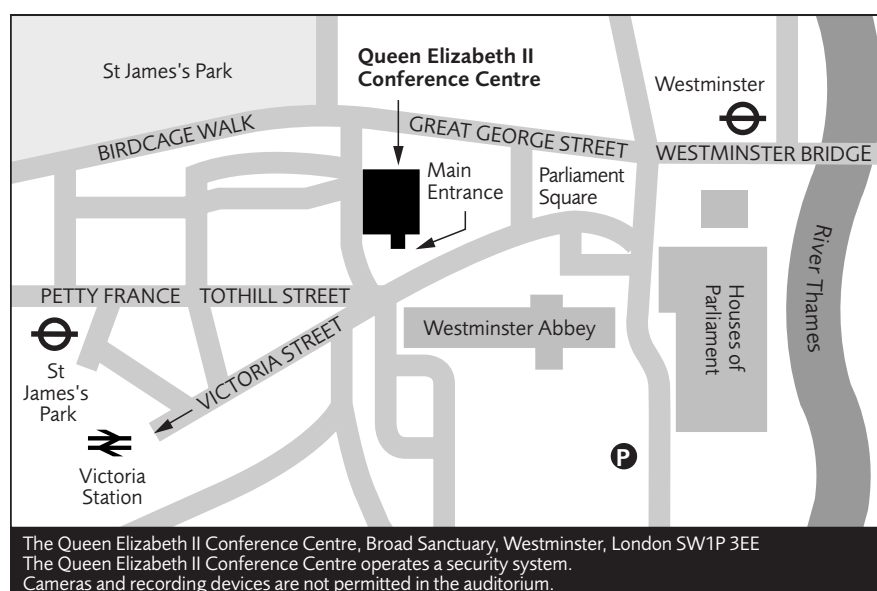 St James's Park
Queen Elizabeth II
Conference Centre
Westminster
BIRDCAGE WALK
GREAT GEORGE STREET
WESTMINSTER BRIDGE
Main
Entrance
Parliament
Square
River Thames
PETTY FRANCE
TOTHILL STREET
Houses of
Parliament
Westminster Abbey
VICTORIA STREET
St
James's
Park
Victoria
Station
P
The Queen Elizabeth II Conference Centre, Broad Sanctuary, Westminster, London SW1P 3EE
The Queen Elizabeth II Conference Centre operates a security system.
Cameras and recording devices are not permitted in the auditorium.